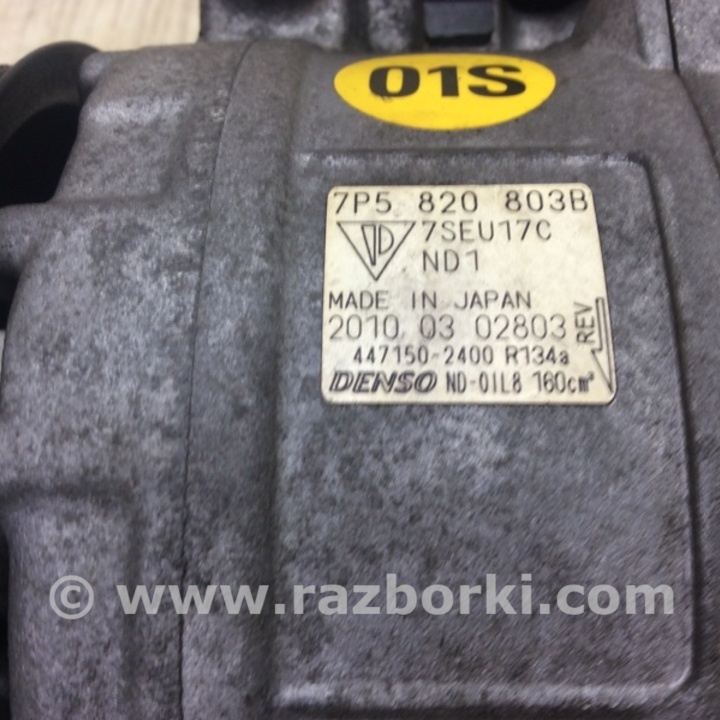 01S
7P5 820 803B
7SEU17C
ND1
MADE IN JAPAN
2010.03 02803
REV
447150-2400 R134a
DENSO ND-OIL8 160cm³
© www.razborki.com